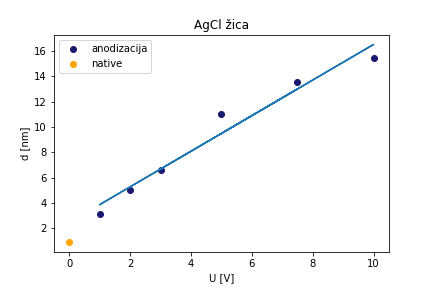 AgCl žica
anodizacija
native
d [nm]
16
14
12
10
8
6
4
2
0 2 4 6 8 10
U [V]